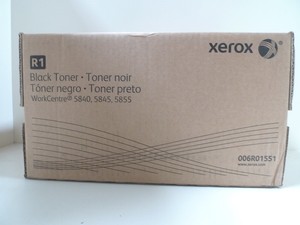 R1
xerox
Black Toner • Toner noir
Tóner negro • Toner preto
WorkCentre® 5840, 5845, 5855
006R01551